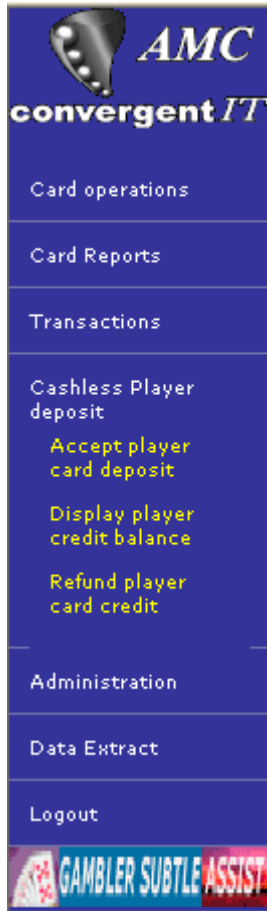 AMC
convergent IT
Card operations
Card Reports
Transactions
Cashless Player
deposit
Accept player
card deposit
Display player
credit balance
Refund player
card credit
Administration
Data Extract
Logout
GAMBLER SUBTLE ASSIST